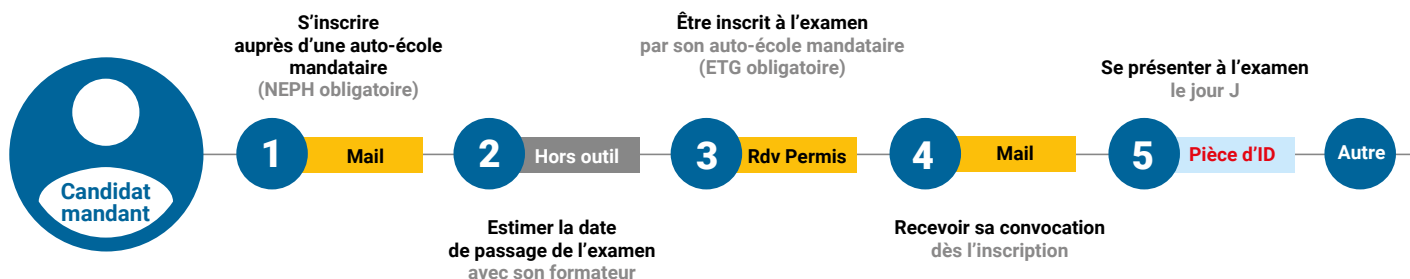 Candidat
mandant
S'inscrire
auprès d'une auto-école
mandataire
(NEPH obligatoire)
1
Mail
2
Hors outil
Estimer la date
de passage de l'examen
avec son formateur
Être inscrit à l'examen
par son auto-école mandataire
(ETG obligatoire)
3
Rdv Permis
4
Mail
Recevoir sa convocation
dès l'inscription
Se présenter à l'examen
le jour J
5
Pièce d'ID
Autre